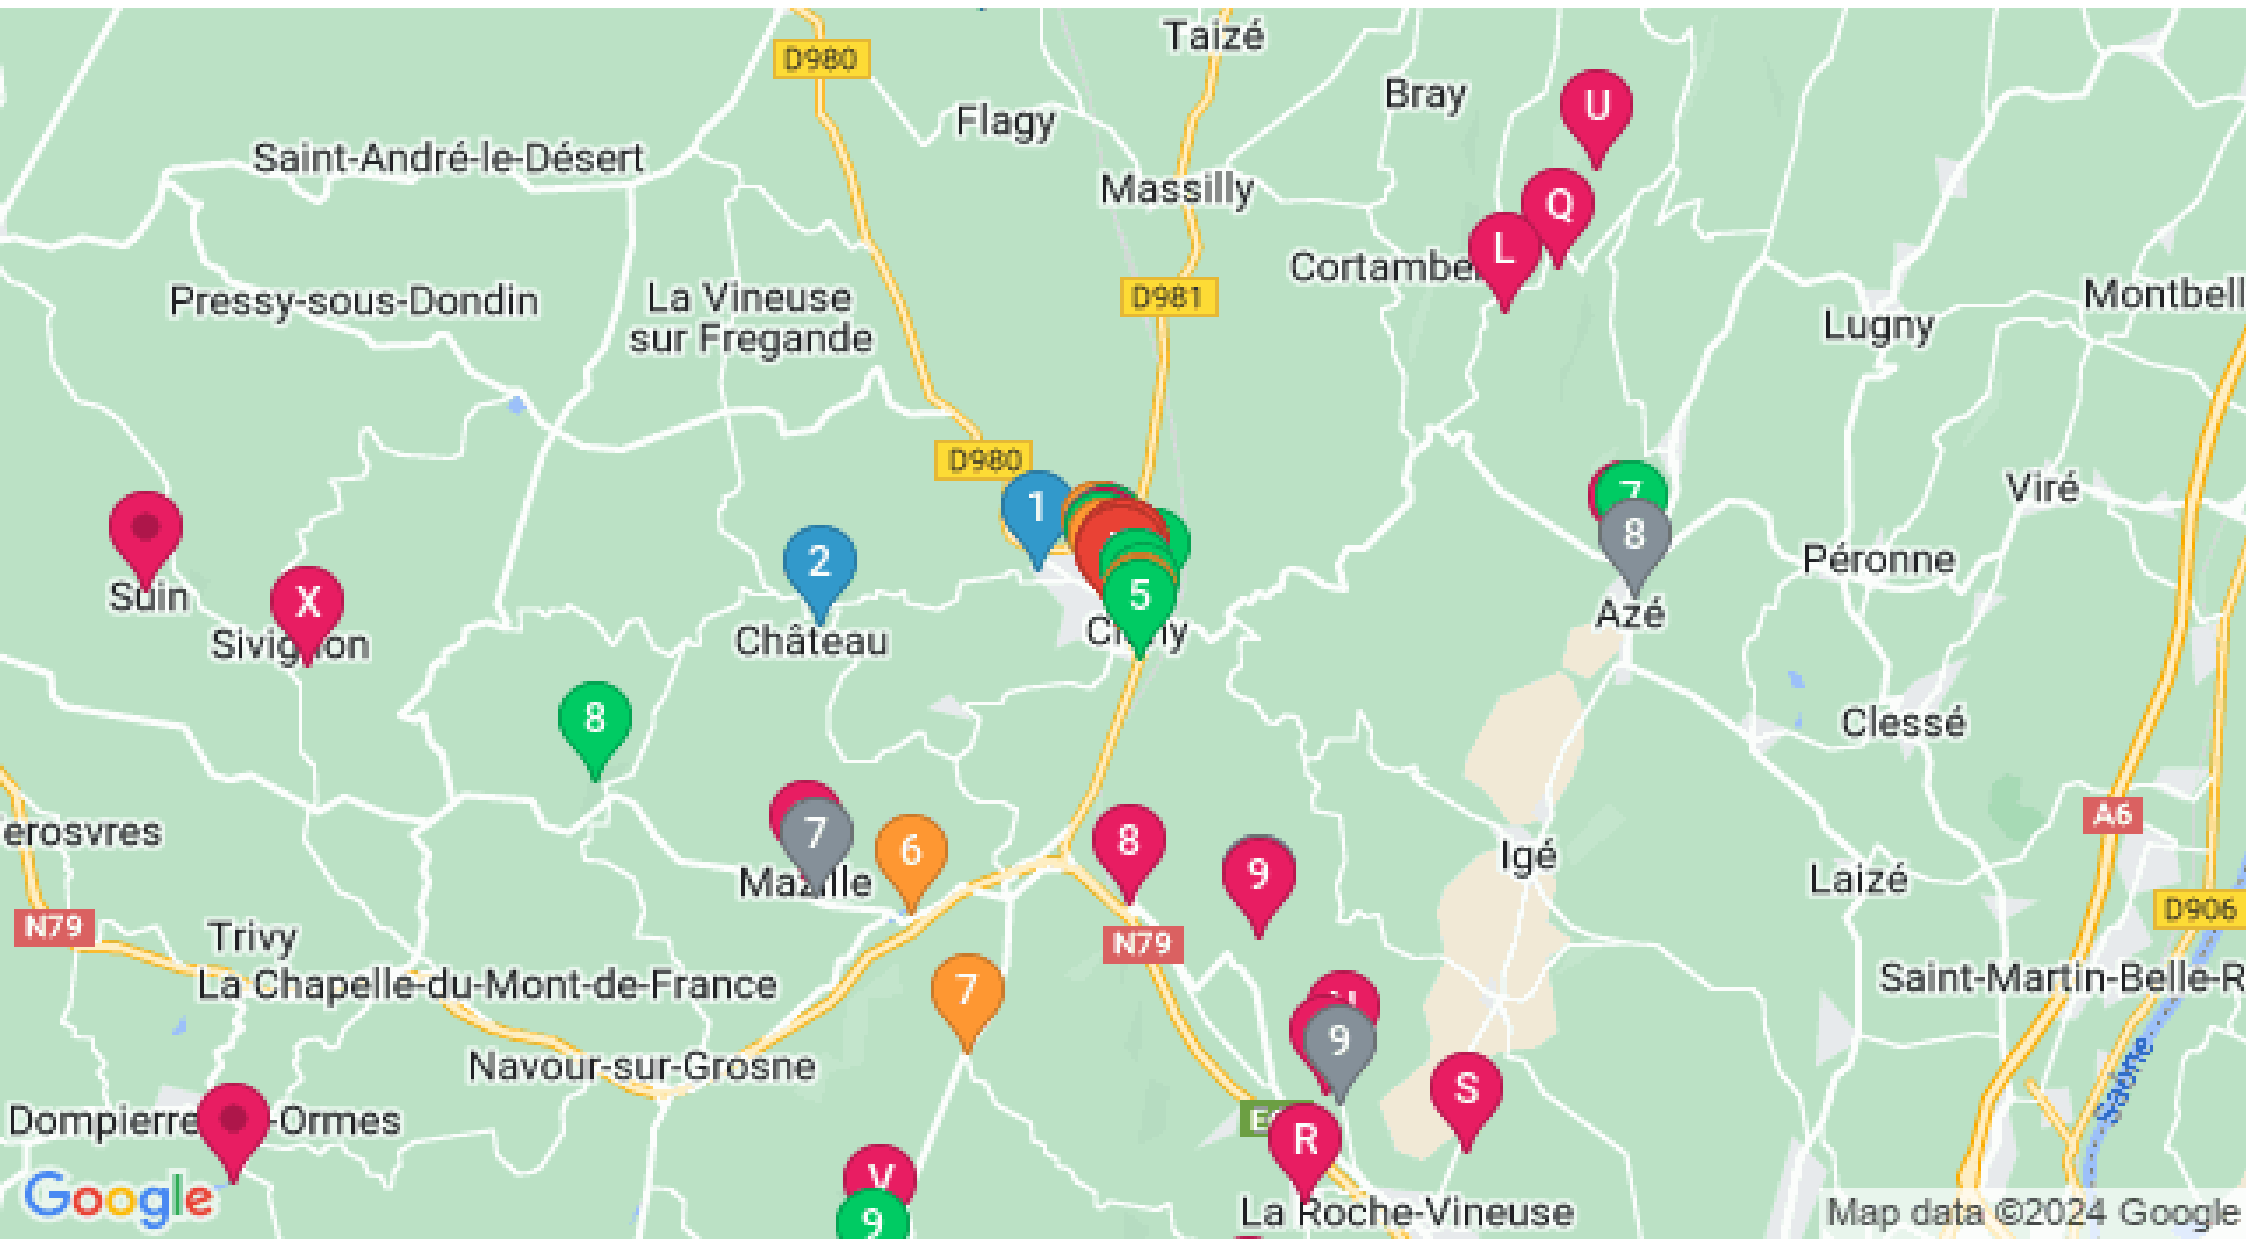 Taizé
D980
Bray
U
Flagy
Saint-André-le-Désert
Massilly
Q
L
Pressy-sous-Dondin
La Vineuse
sur Fregande
D981
Lugny
Montbell
D980
Viré
1
7
8
2
X
5
Suin
Sivignon
Château
Péronne
Azé
8
Clessé
7
6
8
9
A6
erosvres
Mazille
Igé
Laizé
N79
Trivy
N79
D906
La Chapelle-du-Mont-de-France
7
Saint-Martin-Belle-R
9
Navour-sur-Grosne
S
Saône
Dompierre
-Ormes
R
V
9
La Roche-Vineuse
Google
Map data ©2024 Google